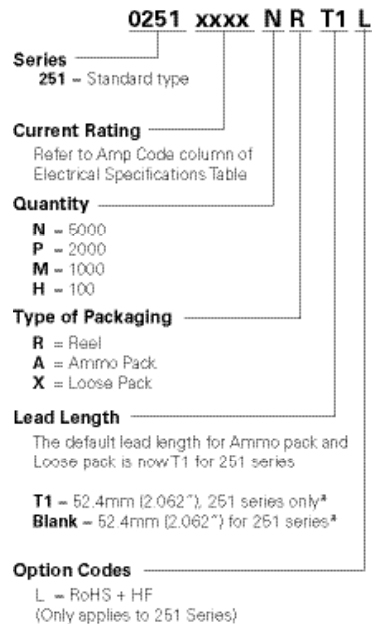 0251 xxxx N R T1 L
Series
251 – Standard type
Current Rating
Refer to Amp Code column of
Electrical Specifications Table
Quantity
N – 5000
P – 2000
M – 1000
H – 100
Type of Packaging
R = Reel
A = Ammo Pack
X = Loose Pack
Lead Length
The default lead length for Ammo pack and
Loose pack is now T1 for 251 series
T1 – 52.4mm (2.062″), 251 series only*
Blank – 52.4mm (2.062″) for 251 series*
Option Codes
L – RoHS + HF
(Only applies to 251 Series)